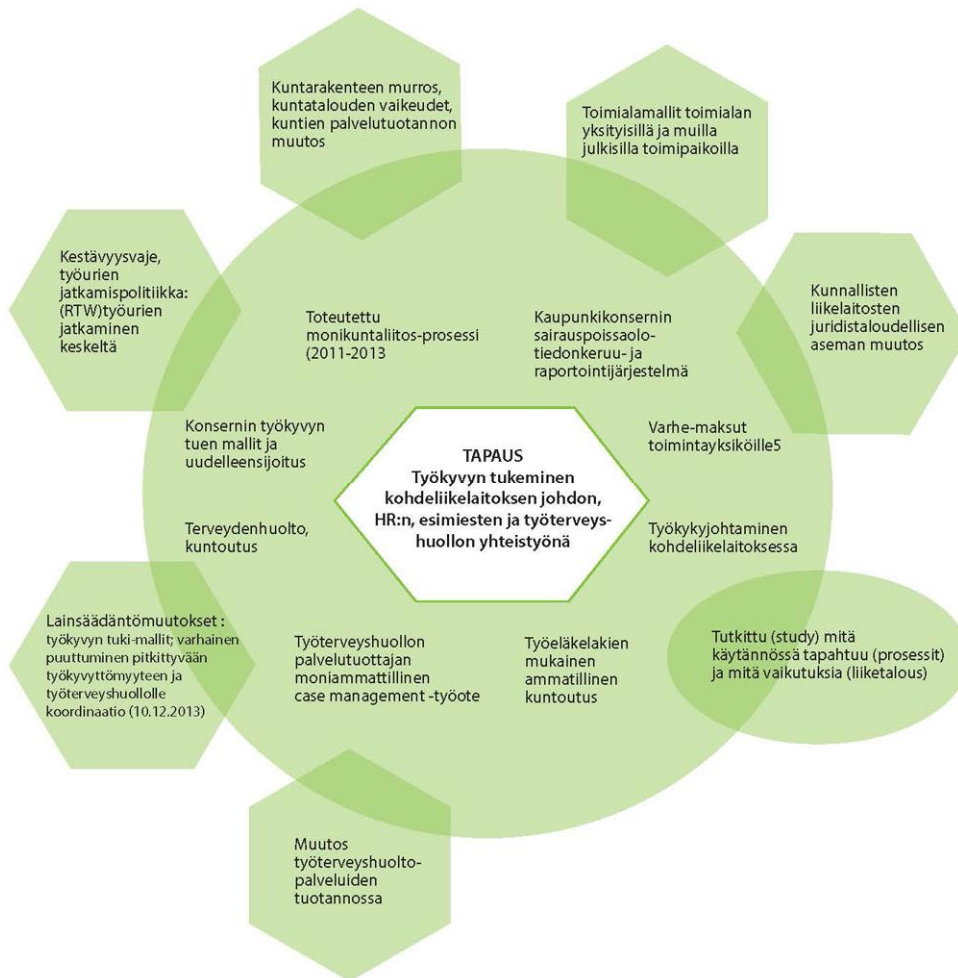 Kuntarakenteen murros,
kuntatalouden vaikeudet,
kuntien palvelutuotannon
muutos
Toimialamallit toimialan
yksityisillä ja muilla
julkisilla toimipaikoilla
Kestävyysvaje,
työurien
jatkamispolitiikka:
(RTW)työurien
jatkaminen
keskeltä
Kunnallisten
liikelaitosten
juridistaloudellisen
aseman muutos
Toteutettu
monikuntaliitos-prosessi
(2011-2013
Kaupunkikonsernin
sairauspoissaolo-
tiedonkeruu- ja
raportointijärjestelmä
Konsernin työkyvyn
tuen mallit ja
uudelleensijoitus
Varhe-maksut
toimintayksiköille5
TAPAUS
Työkyvyn tukeminen
kohdeliikelaitoksen johdon,
HR:n, esimiesten ja työterveys-
huollon yhteistyönä
Terveydenhuolto,
kuntoutus
Työkykyjohtaminen
kohdeliikelaitoksessa
Lainsäädäntömuutokset :
työkyvyn tuki-mallit; varhainen
puuttuminen pitkittyvään
työkyvyttömyyteen ja
työterveyshuollolle
koordinaatio (10.12.2013)
Työterveyshuollon
palvelutuottajan
moniammattillinen
case management -työote
Työeläkelakien
mukainen
ammatillinen
kuntoutus
Tutkittu (study) mitä
käytännössä tapahtuu (prosessit)
ja mitä vaikutuksia (liiketalous)
Muutos
työterveyshuolto-
palveluiden
tuotannossa